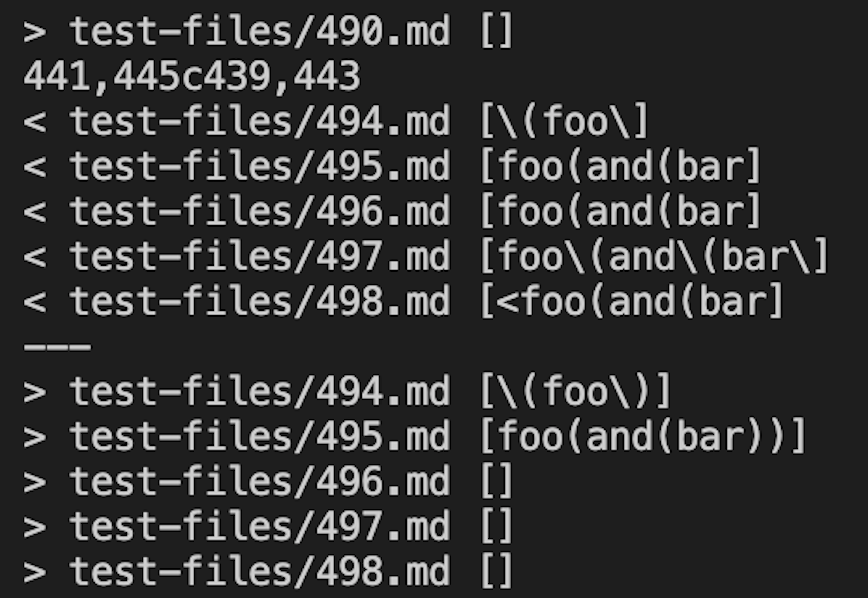 > test-files/490.md []
441,445c439,443
< test-files/494.md [\(foo\]
< test-files/495.md [foo(and(bar]
< test-files/496.md [foo(and(bar]
< test-files/497.md [foo\(and\(bar\]
< test-files/498.md [<foo(and(bar]
---
> test-files/494.md [\(foo\)]
> test-files/495.md [foo(and(bar))]
> test-files/496.md []
> test-files/497.md []
> test-files/498.md []